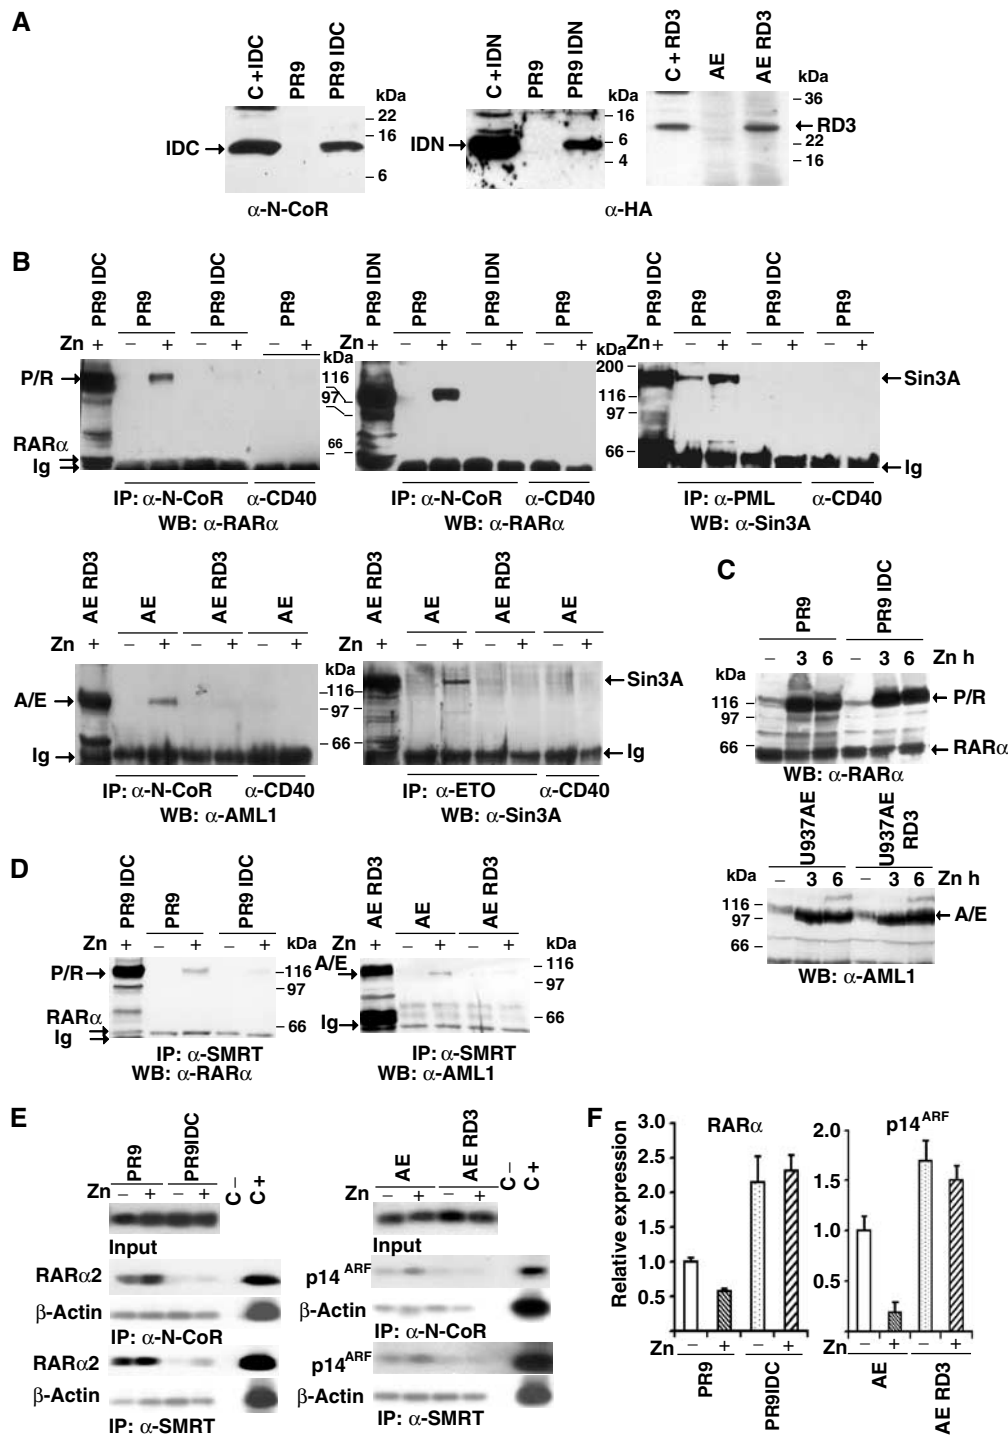 A
C+IDC
PR9
PR9 IDC
kDa
22
16
6
IDC
α-N-CoR
C+IDN
PR9
PR9 IDN
16
6
4
IDN
C+RD3
AE
AE RD3
kDa
36
22
16
RD3
α-HA
B
PR9 IDC
PR9
PR9 IDC
PR9
Zn + − + − + − +
kDa
P/R
116
97
66
RARα
Ig
IP: α-N-CoR α-CD40
WB: α-RARα
PR9 IDN
PR9
PR9 IDN
PR9
Zn + − + − + − +
IP: α-N-CoR α-CD40
WB: α-RARα
PR9 IDC
PR9
PR9 IDC
PR9
Zn + − + − + − +
kDa
200
116
97
66
Sin3A
Ig
IP: α-PML α-CD40
WB: α-Sin3A
AE RD3
AE
AE RD3
AE
Zn + − + − + − +
A/E
Ig
kDa
116
97
66
IP: α-N-CoR α-CD40
WB: α-AML1
AE RD3
AE
AE RD3
AE
Zn + − + − + − +
Sin3A
Ig
IP: α-ETO α-CD40
WB: α-Sin3A
C
PR9
PR9 IDC
− 3 6 − 3 6 Zn h
kDa
116
97
66
P/R
RARα
WB: α-RARα
U937AE
U937AE RD3
kDa − 3 6 − 3 6 Zn h
116
97
66
A/E
WB: α-AML1
D
PR9 IDC
PR9
PR9 IDC
Zn + − + − +
kDa
P/R
116
97
66
RARα
Ig
IP: α-SMRT
WB: α-RARα
AE RD3
AE
AE RD3
Zn + − + − +
kDa
A/E
116
97
66
Ig
IP: α-SMRT
WB: α-AML1
E
PR9
PR9IDC
C −
C +
Zn − + − +
Input
RARα2
β-Actin
IP: α-N-CoR
RARα2
β-Actin
IP: α-SMRT
AE
AE RD3
C −
C +
Zn − + − +
Input
p14ARF
β-Actin
IP: α-N-CoR
p14ARF
β-Actin
IP: α-SMRT
F
Relative expression
3.0
2.5
2.0
1.5
1.0
0.5
RARα
Zn − + − +
PR9
PR9IDC
p14ARF
2.0
1.5
1.0
0.5
− + − +
Zn
AE
AE RD3